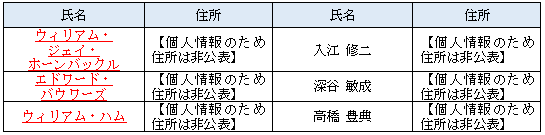 氏名 住所 氏名 住所
ウィリアム・
ジェイ・
ホーンバックル
【個人情報のため
住所は非公表】
入江 修二
【個人情報のため
住所は非公表】
エドワード・
バウワーズ
【個人情報のため
住所は非公表】
深谷 敏成
【個人情報のため
住所は非公表】
ウィリアム・ハム
【個人情報のため
住所は非公表】
高橋 豊典
【個人情報のため
住所は非公表】